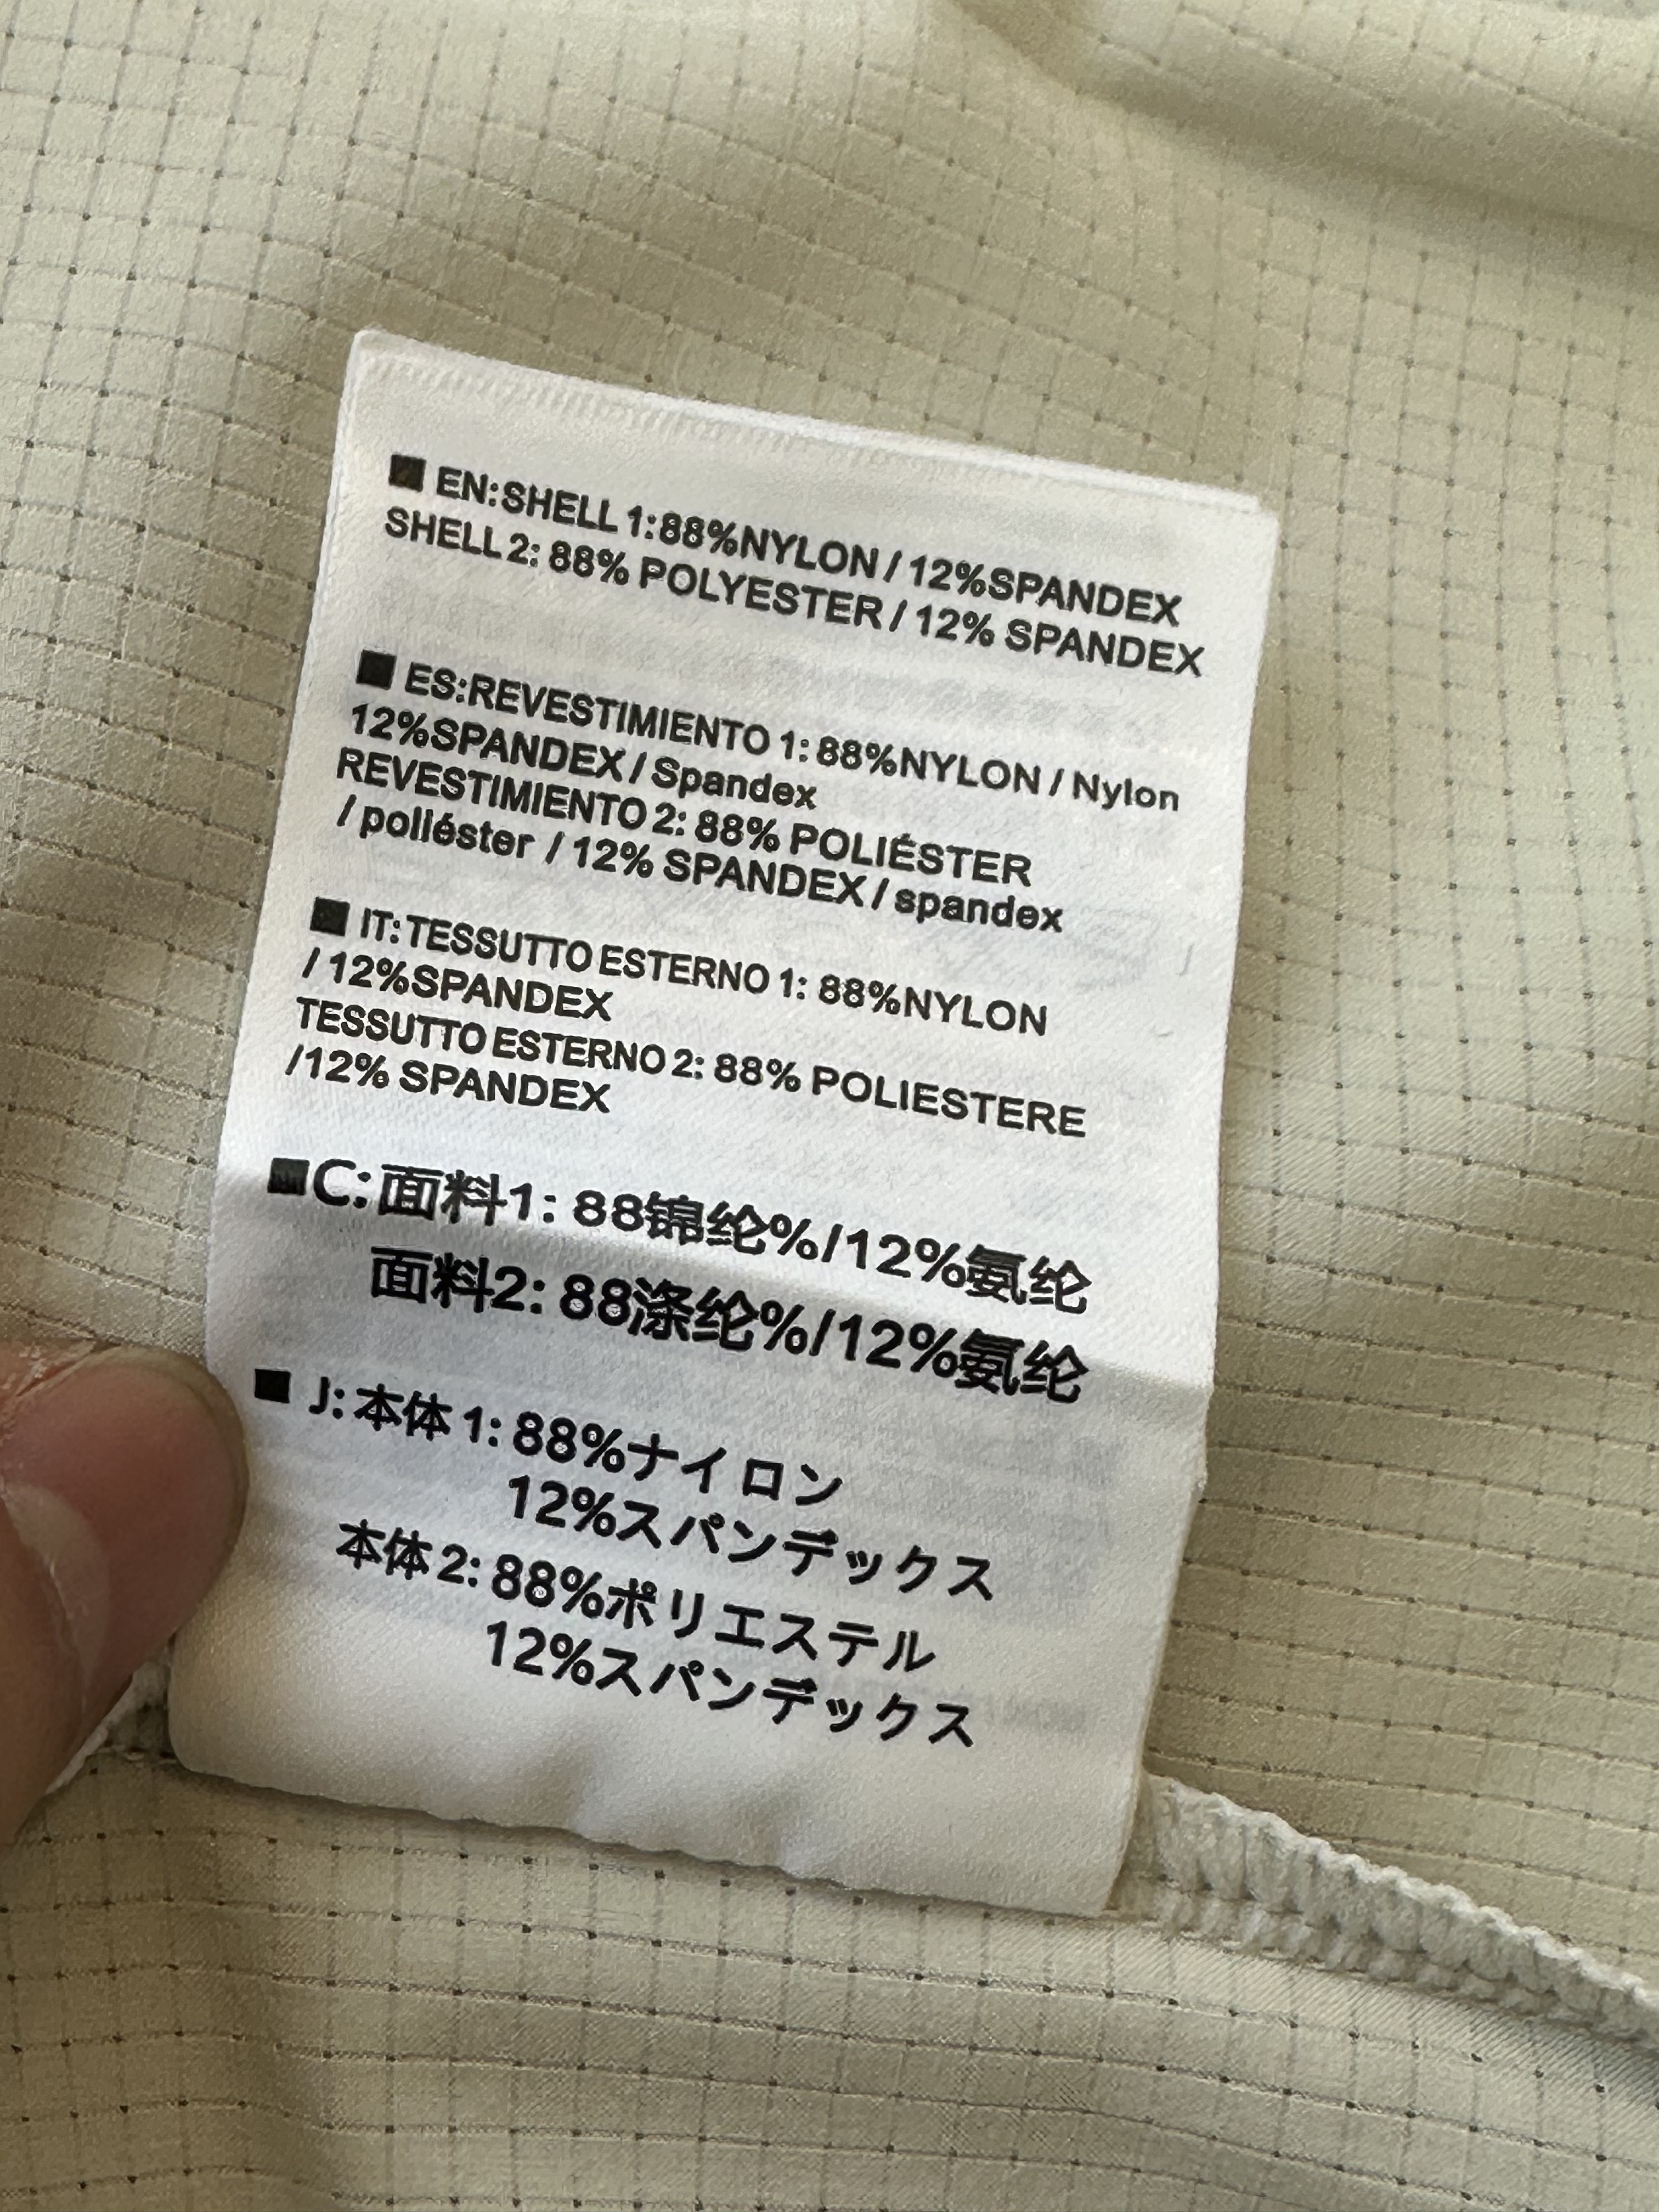 ■ EN:SHELL 1:88%NYLON / 12%SPANDEX
SHELL 2: 88% POLYESTER / 12% SPANDEX
■ ES:REVESTIMIENTO 1: 88%NYLON / Nylon
12%SPANDEX / Spandex
REVESTIMIENTO 2: 88% POLIÉSTER
/ poliéster / 12% SPANDEX / spandex
■ IT: TESSUTTO ESTERNO 1: 88%NYLON
/ 12%SPANDEX
TESSUTTO ESTERNO 2: 88% POLIESTERE
/12% SPANDEX
■C: 面料1: 88锦纶%/12%氨纶
面料2: 88涤纶%/12%氨纶
■ J: 本体 1: 88%ナイロン
12%スパンデックス
本体 2: 88%ポリエステル
12%スパンデックス